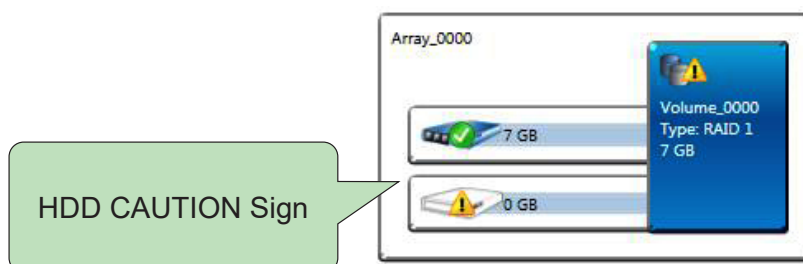 Array_0000
Volume_0000
Type: RAID 1
7 GB
7 GB
0 GB
HDD CAUTION Sign